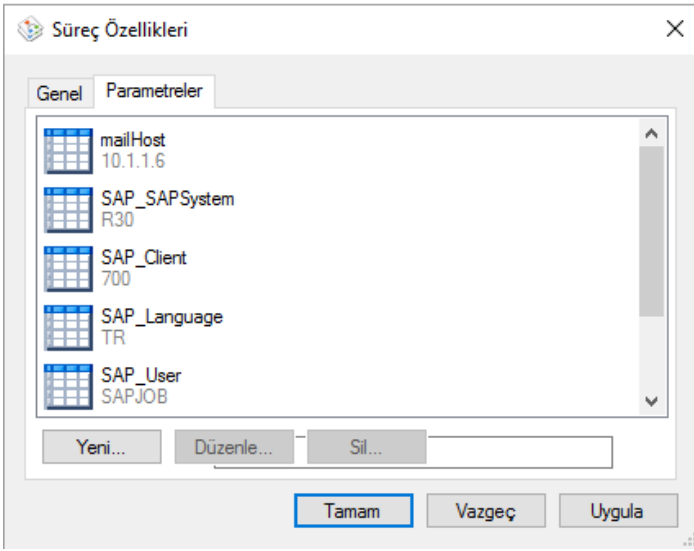 Süreç Özellikleri
Genel
Parametreler
mailHost
10.1.1.6
SAP_SAPSystem
R30
SAP_Client
700
SAP_Language
TR
SAP_User
SAPJOB
Yeni... Düzenle... Sil...
Tamam Vazgeç Uygula